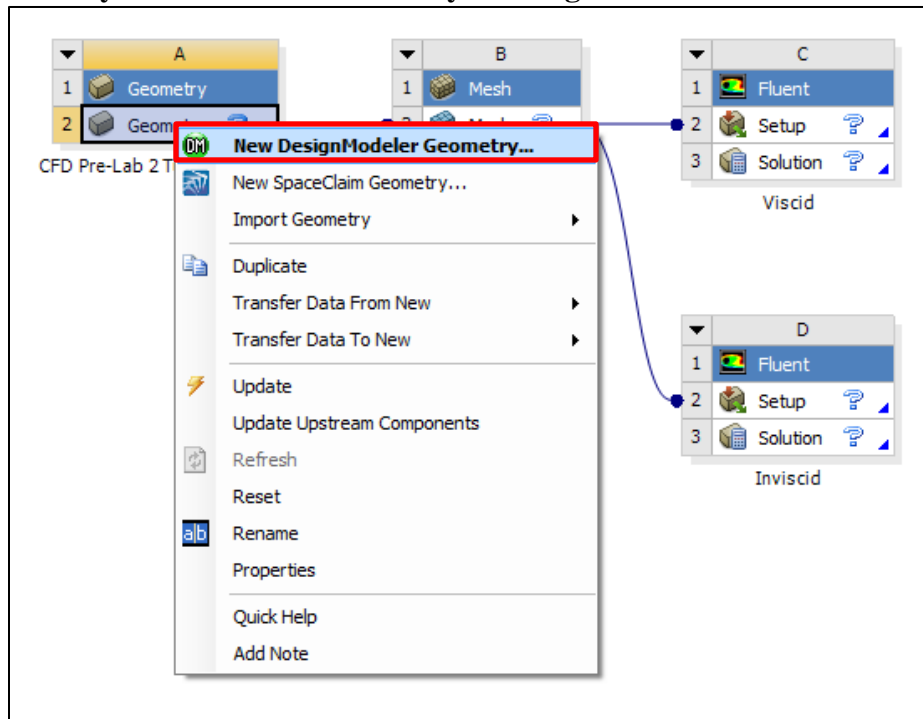 A
1 Geometry
2 Geom
CFD Pre-Lab 2 T
B
1 Mesh
C
1 Fluent
2 Setup
3 Solution
Viscid
D
1 Fluent
2 Setup
3 Solution
Inviscid
DM New DesignModeler Geometry...
New SpaceClaim Geometry...
Import Geometry
Duplicate
Transfer Data From New
Transfer Data To New
Update
Update Upstream Components
Refresh
Reset
a|b Rename
Properties
Quick Help
Add Note